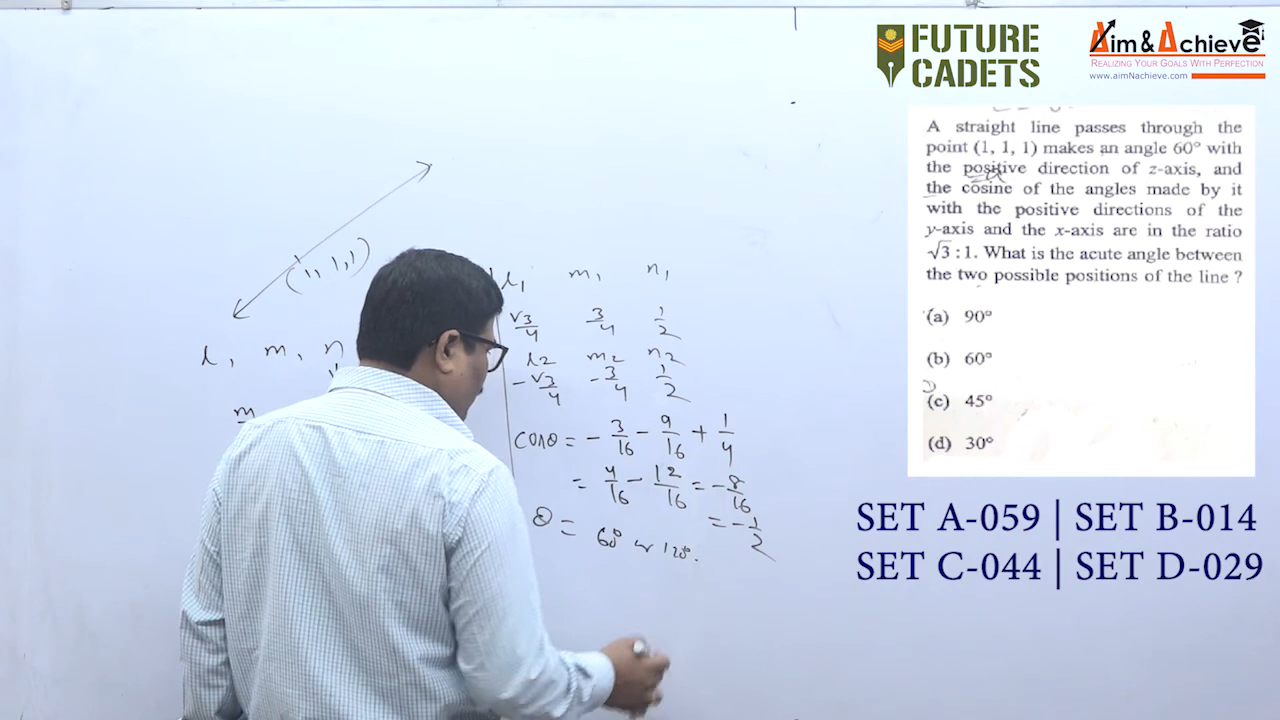 FUTURE
CADETS
Aim & Achieve
REALIZING YOUR GOALS WITH PERFECTION
www.aimNachieve.com
A straight line passes through the
point (1, 1, 1) makes an angle 60° with
the positive direction of z-axis, and
the cosine of the angles made by it
with the positive directions of the
y-axis and the x-axis are in the ratio
√3 : 1. What is the acute angle between
the two possible positions of the line ?
(a) 90°
(b) 60°
(c) 45°
(d) 30°
SET A-059 | SET B-014
SET C-044 | SET D-029
(1, 1, 1)
l, m, n
m
l₁ m₁ n₁
√3/4 3/4 1/2
l₂ m₂ n₂
-√3/4 -3/4 1/2
cosθ = -3/16 - 9/16 + 1/4
= 4/16 - 12/16 = -8/16
= -1/2
θ = 60° or 120°.